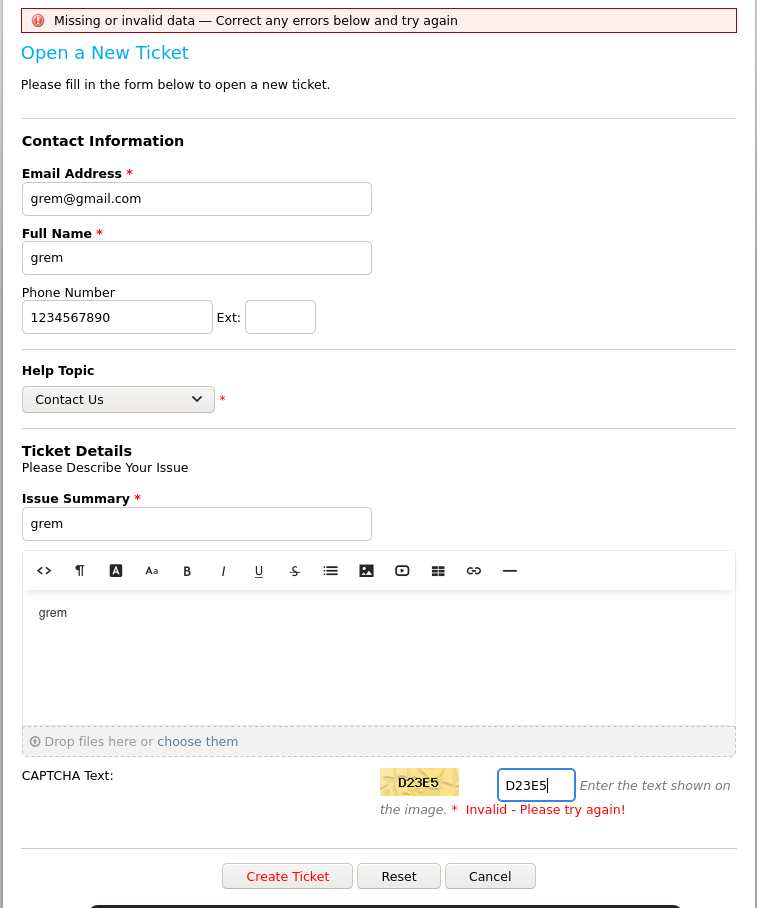 Missing or invalid data — Correct any errors below and try again
Open a New Ticket
Please fill in the form below to open a new ticket.
Contact Information
Email Address *
grem@gmail.com
Full Name *
grem
Phone Number
1234567890 Ext:
Help Topic
Contact Us *
Ticket Details
Please Describe Your Issue
Issue Summary *
grem
<> ¶ A Aa B I U S
grem
Drop files here or choose them
CAPTCHA Text: D23E5 D23E5 Enter the text shown on
the image. * Invalid - Please try again!
Create Ticket Reset Cancel